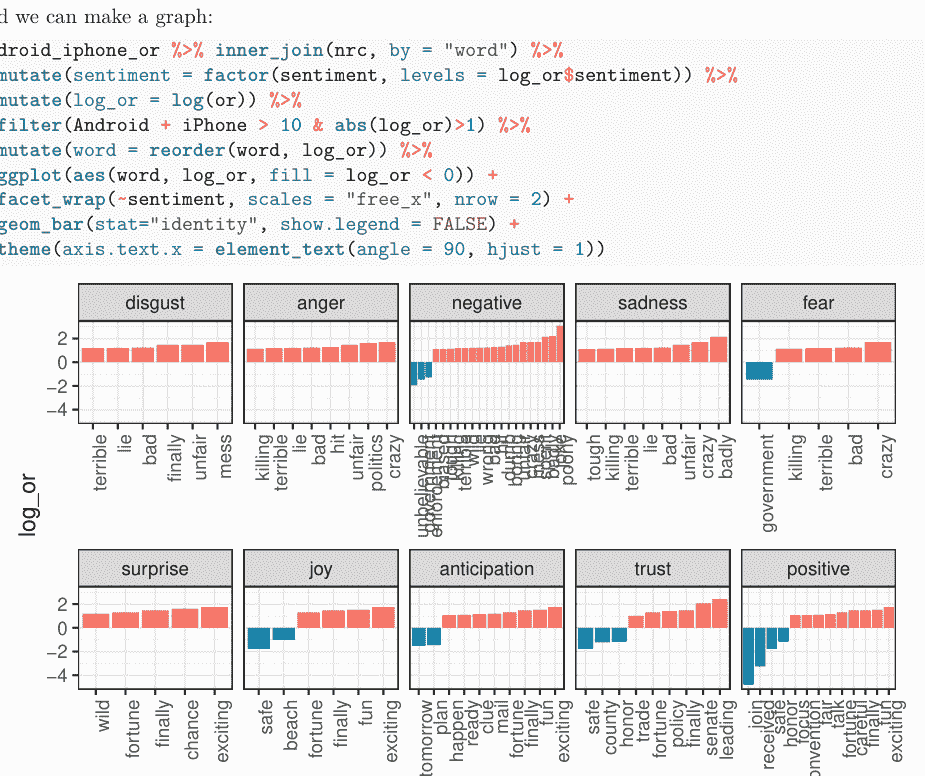 d we can make a graph:
droid_iphone_or %>% inner_join(nrc, by = "word") %>%
mutate(sentiment = factor(sentiment, levels = log_or$sentiment)) %>%
mutate(log_or = log(or)) %>%
filter(Android + iPhone > 10 & abs(log_or)>1) %>%
mutate(word = reorder(word, log_or)) %>%
ggplot(aes(word, log_or, fill = log_or < 0)) +
facet_wrap(~sentiment, scales = "free_x", nrow = 2) +
geom_bar(stat="identity", show.legend = FALSE) +
theme(axis.text.x = element_text(angle = 90, hjust = 1))
disgust anger negative sadness fear
2
0
−2
−4
terrible lie bad finally unfair mess
killing terrible lie bad hit unfair politics crazy
unbelievable government poorly
tough killing terrible lie bad unfair crazy badly
government killing terrible bad crazy
log_or
surprise joy anticipation trust positive
2
0
−2
−4
wild fortune finally chance exciting
safe beach fortune finally fun exciting
tomorrow plan happen ready clue mail fortune finally fun exciting
safe county honor trade fortune policy finally senate leading
join received safe honor focus onvention fair talk fortune careful finally fun exciting